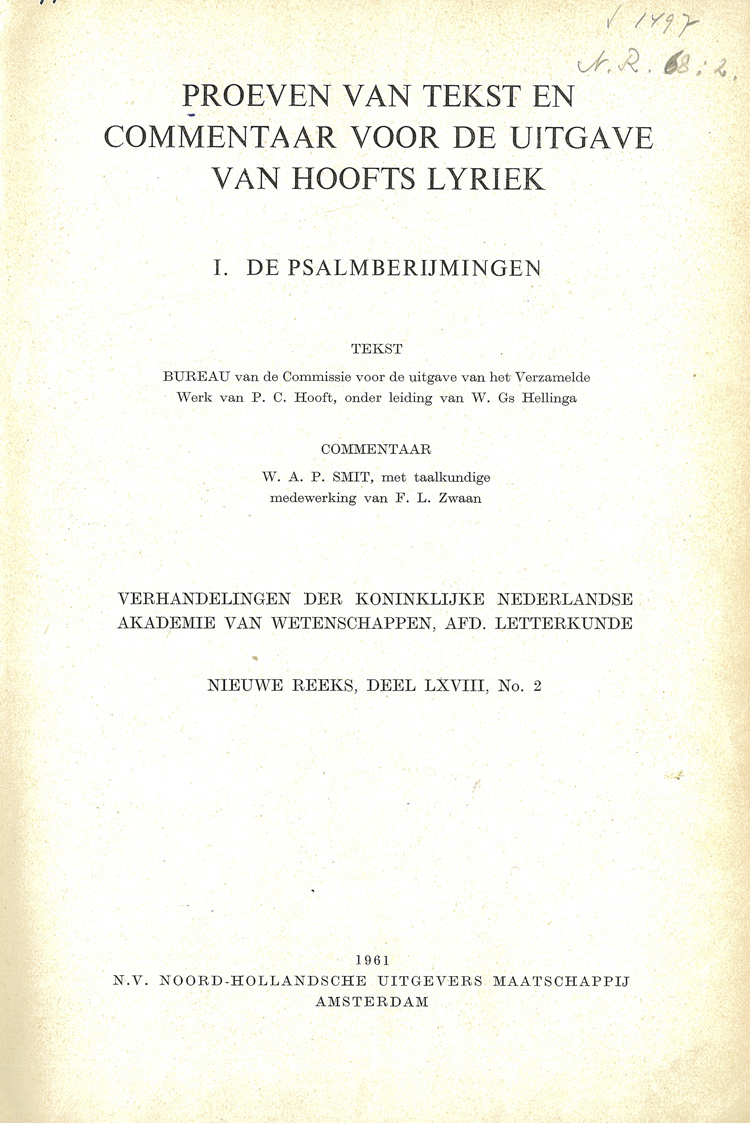 √ 1497
N. R. 68 : 2.
PROEVEN VAN TEKST EN
COMMENTAAR VOOR DE UITGAVE
VAN HOOFTS LYRIEK
I. DE PSALMBERIJMINGEN
TEKST
BUREAU van de Commissie voor de uitgave van het Verzamelde
Werk van P. C. Hooft, onder leiding van W. Gs Hellinga
COMMENTAAR
W. A. P. SMIT, met taalkundige
medewerking van F. L. Zwaan
VERHANDELINGEN DER KONINKLIJKE NEDERLANDSE
AKADEMIE VAN WETENSCHAPPEN, AFD. LETTERKUNDE
NIEUWE REEKS, DEEL LXVIII, No. 2
1961
N.V. NOORD-HOLLANDSCHE UITGEVERS MAATSCHAPPIJ
AMSTERDAM